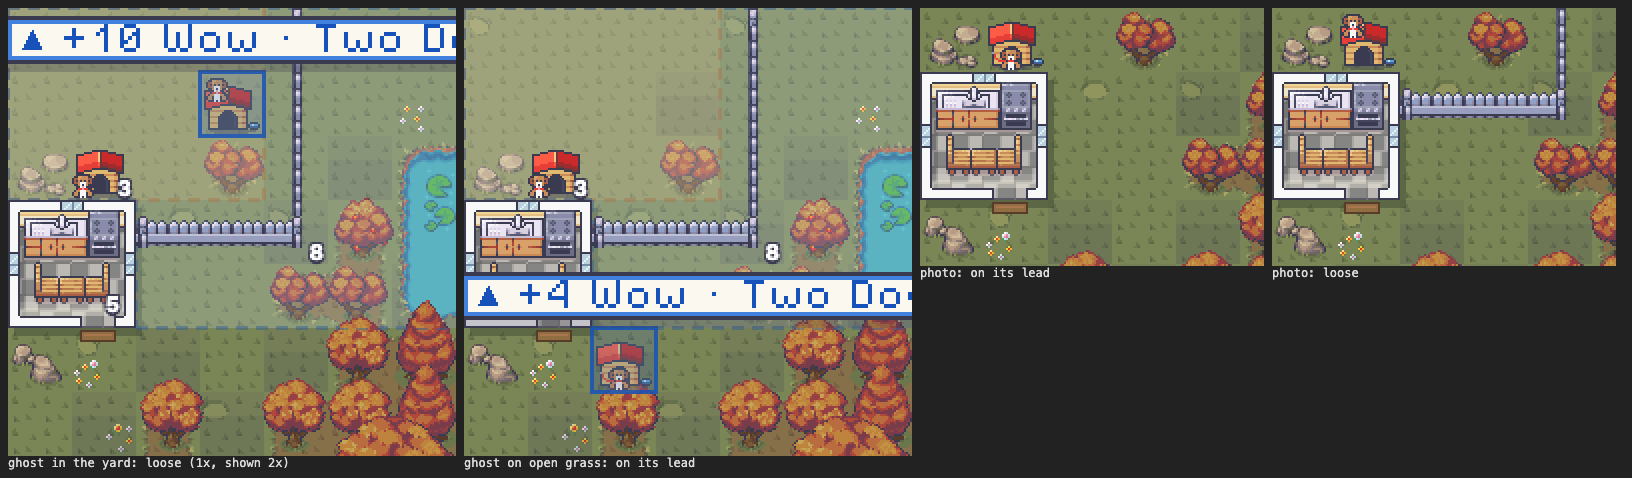 ▲ +10 Wow · Two Do
3
8
5
ghost in the yard: loose (1x, shown 2x)
3
8
▲ +4 Wow · Two Do
ghost on open grass: on its lead
photo: on its lead
photo: loose